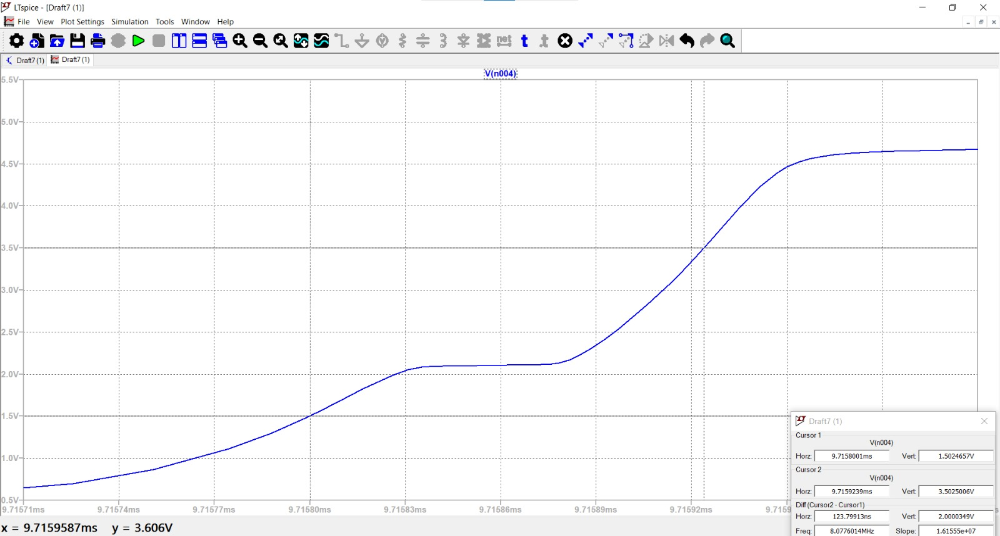 LTspice - [Draft7 (1)]
File View Plot Settings Simulation Tools Window Help
net t t
Draft7 (1) Draft7 (1)
V(n004)
5.5V
5.0V
4.5V
4.0V
3.5V
3.0V
2.5V
2.0V
1.5V
1.0V
0.5V
9.71571ms 9.71574ms 9.71577ms 9.71580ms 9.71583ms 9.71586ms 9.71589ms 9.71592ms 9.7159
x = 9.7159587ms y = 3.606V
Draft7 (1)
Cursor 1
V(n004)
Horz: 9.7158001ms Vert: 1.5024657V
Cursor 2
V(n004)
Horz: 9.7159239ms Vert: 3.5025006V
Diff (Cursor2 - Cursor1)
Horz: 123.79913ns Vert: 2.0000349V
Freq: 8.0776014MHz Slope: 1.61555e+07